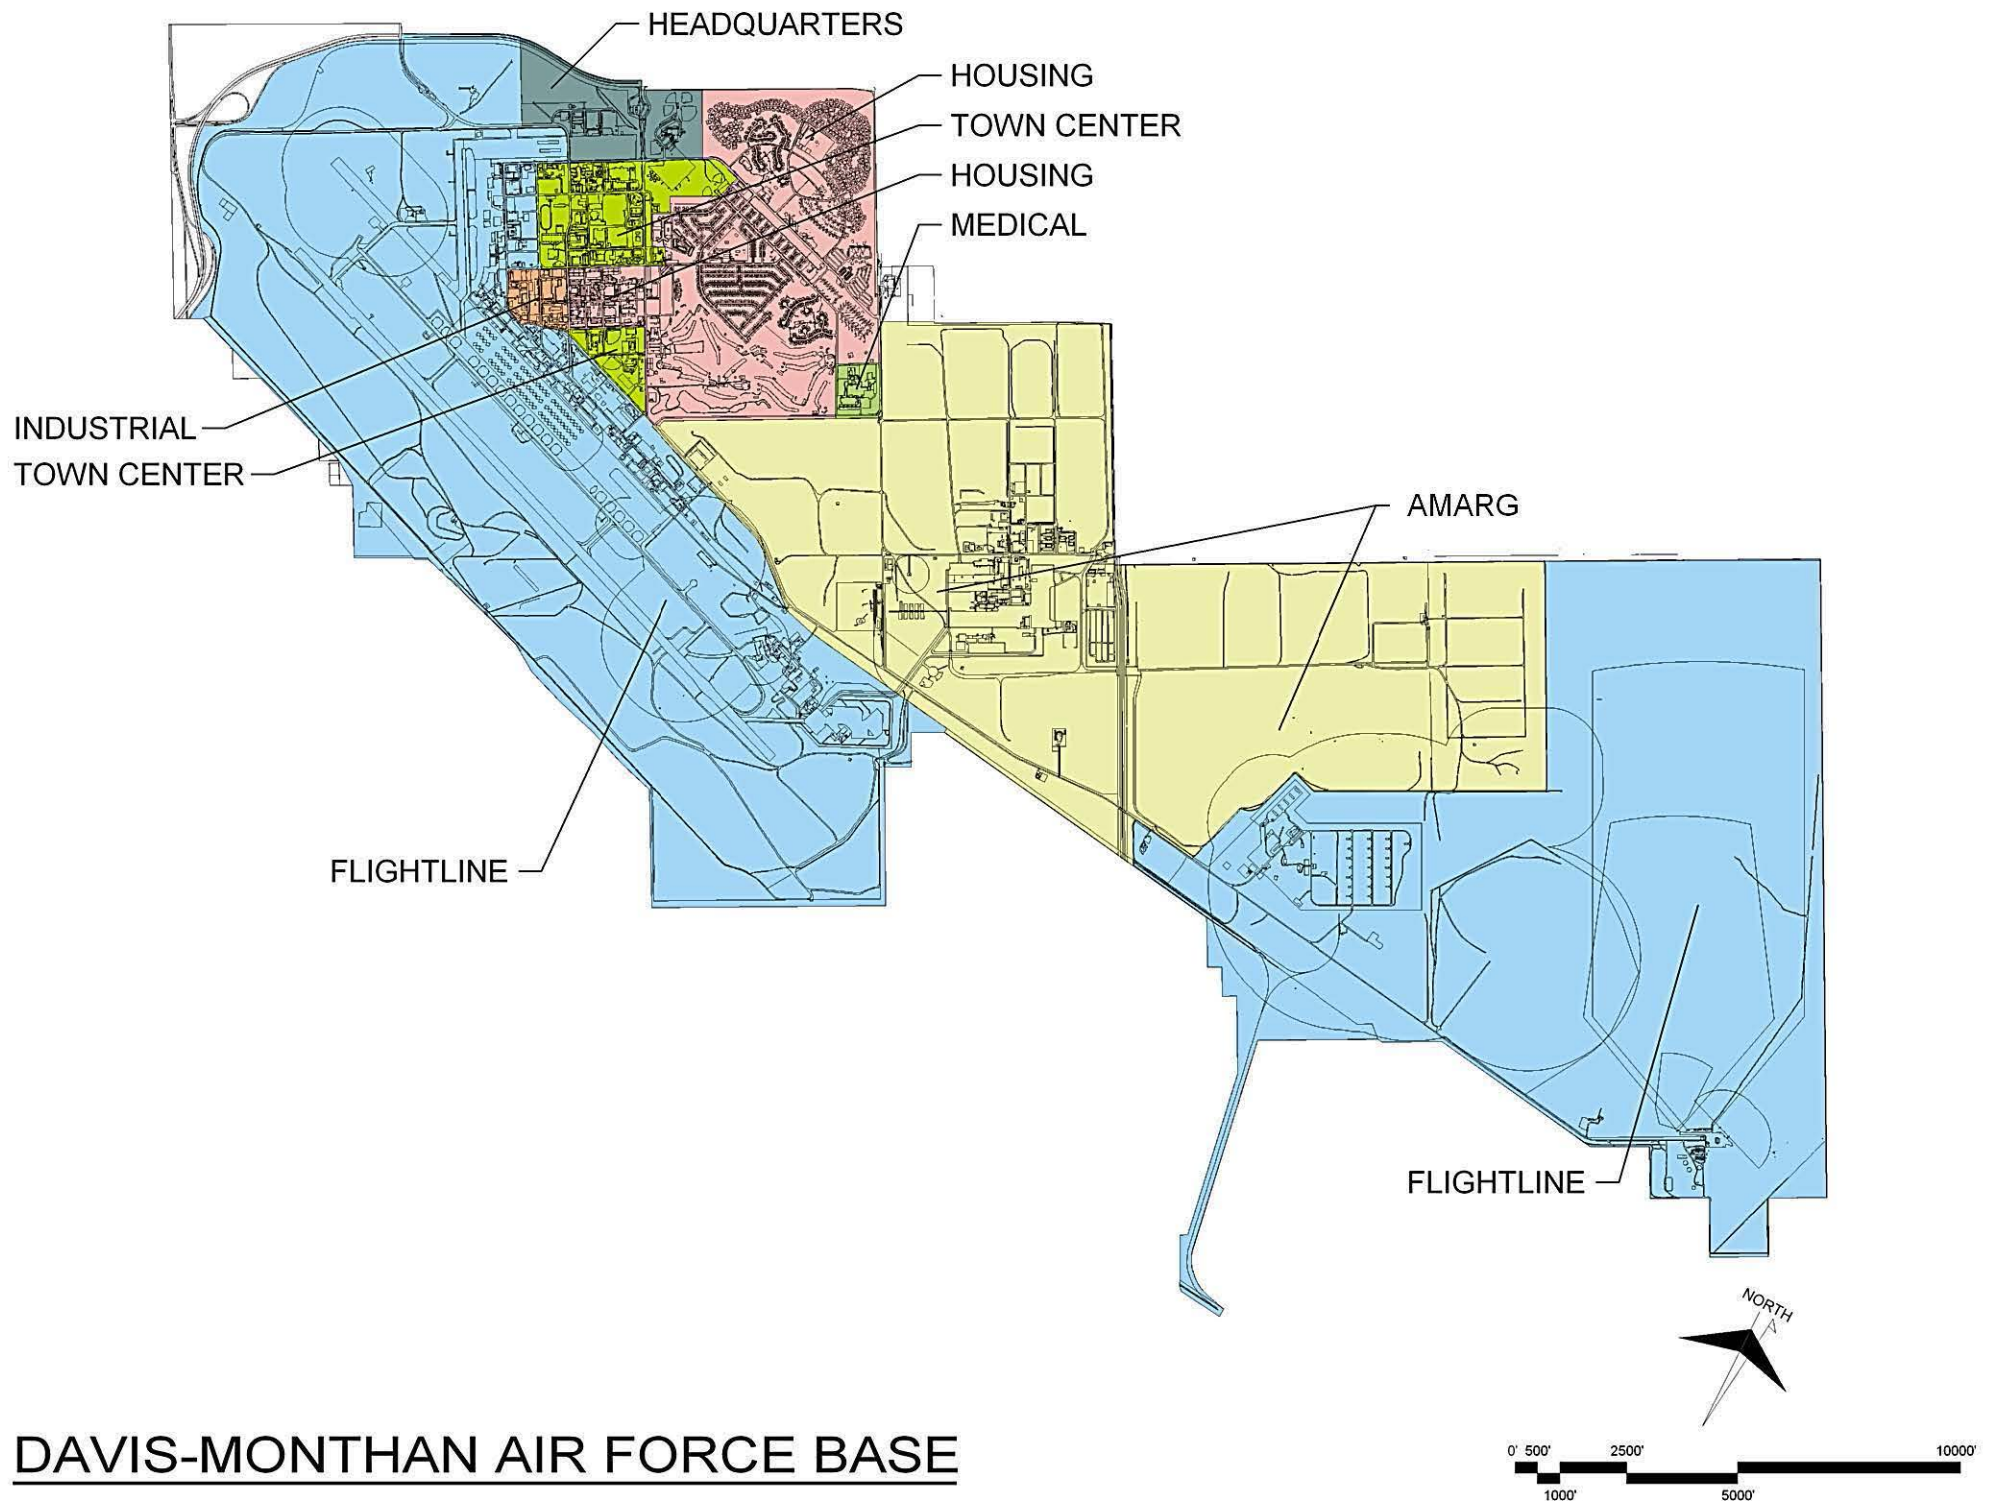 HEADQUARTERS
HOUSING
TOWN CENTER
HOUSING
MEDICAL
INDUSTRIAL
TOWN CENTER
AMARG
FLIGHTLINE
FLIGHTLINE
NORTH
DAVIS-MONTHAN AIR FORCE BASE
0' 500' 2500' 10000'
1000' 5000'